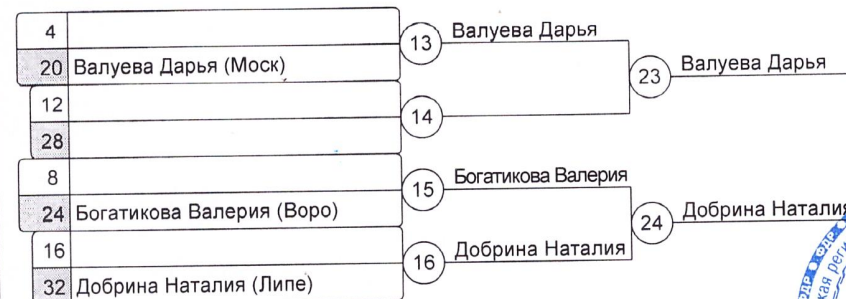 4
13 Валуева Дарья
20 Валуева Дарья (Моск)
23 Валуева Дарья
12
14
28
8
15 Богатикова Валерия
24 Богатикова Валерия (Воро)
24 Добрина Наталия
16
16 Добрина Наталия
32 Добрина Наталия (Липе)
ФДР